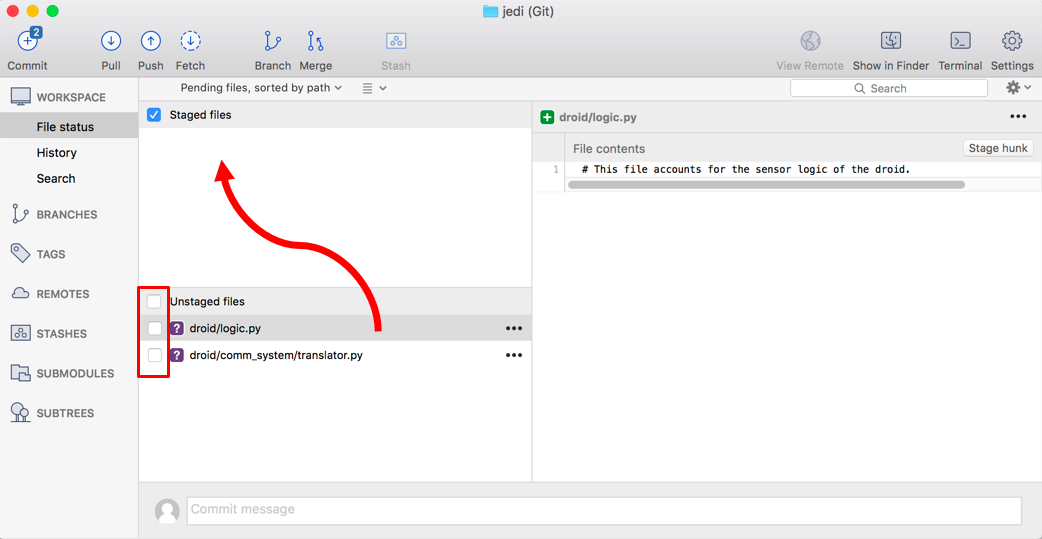 jedi (Git)
2
Commit
Pull
Push
Fetch
Branch
Merge
Stash
View Remote
Show in Finder
Terminal
Settings
Pending files, sorted by path
Search
WORKSPACE
File status
History
Search
BRANCHES
TAGS
REMOTES
STASHES
SUBMODULES
SUBTREES
Staged files
Unstaged files
? droid/logic.py •••
? droid/comm_system/translator.py •••
droid/logic.py •••
File contents
Stage hunk
1 # This file accounts for the sensor logic of the droid.
Commit message